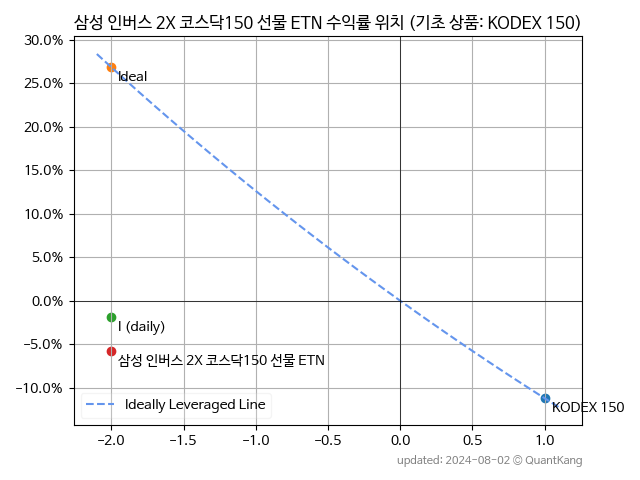 삼성 인버스 2X 코스닥150 선물 ETN 수익률 위치 (기초 상품: KODEX 150)
30.0%
25.0%
20.0%
15.0%
10.0%
5.0%
0.0%
−5.0%
−10.0%
Ideal
I (daily)
삼성 인버스 2X 코스닥150 선물 ETN
KODEX 150
Ideally Leveraged Line
−2.0 −1.5 −1.0 −0.5 0.0 0.5 1.0
updated: 2024-08-02 © QuantKang